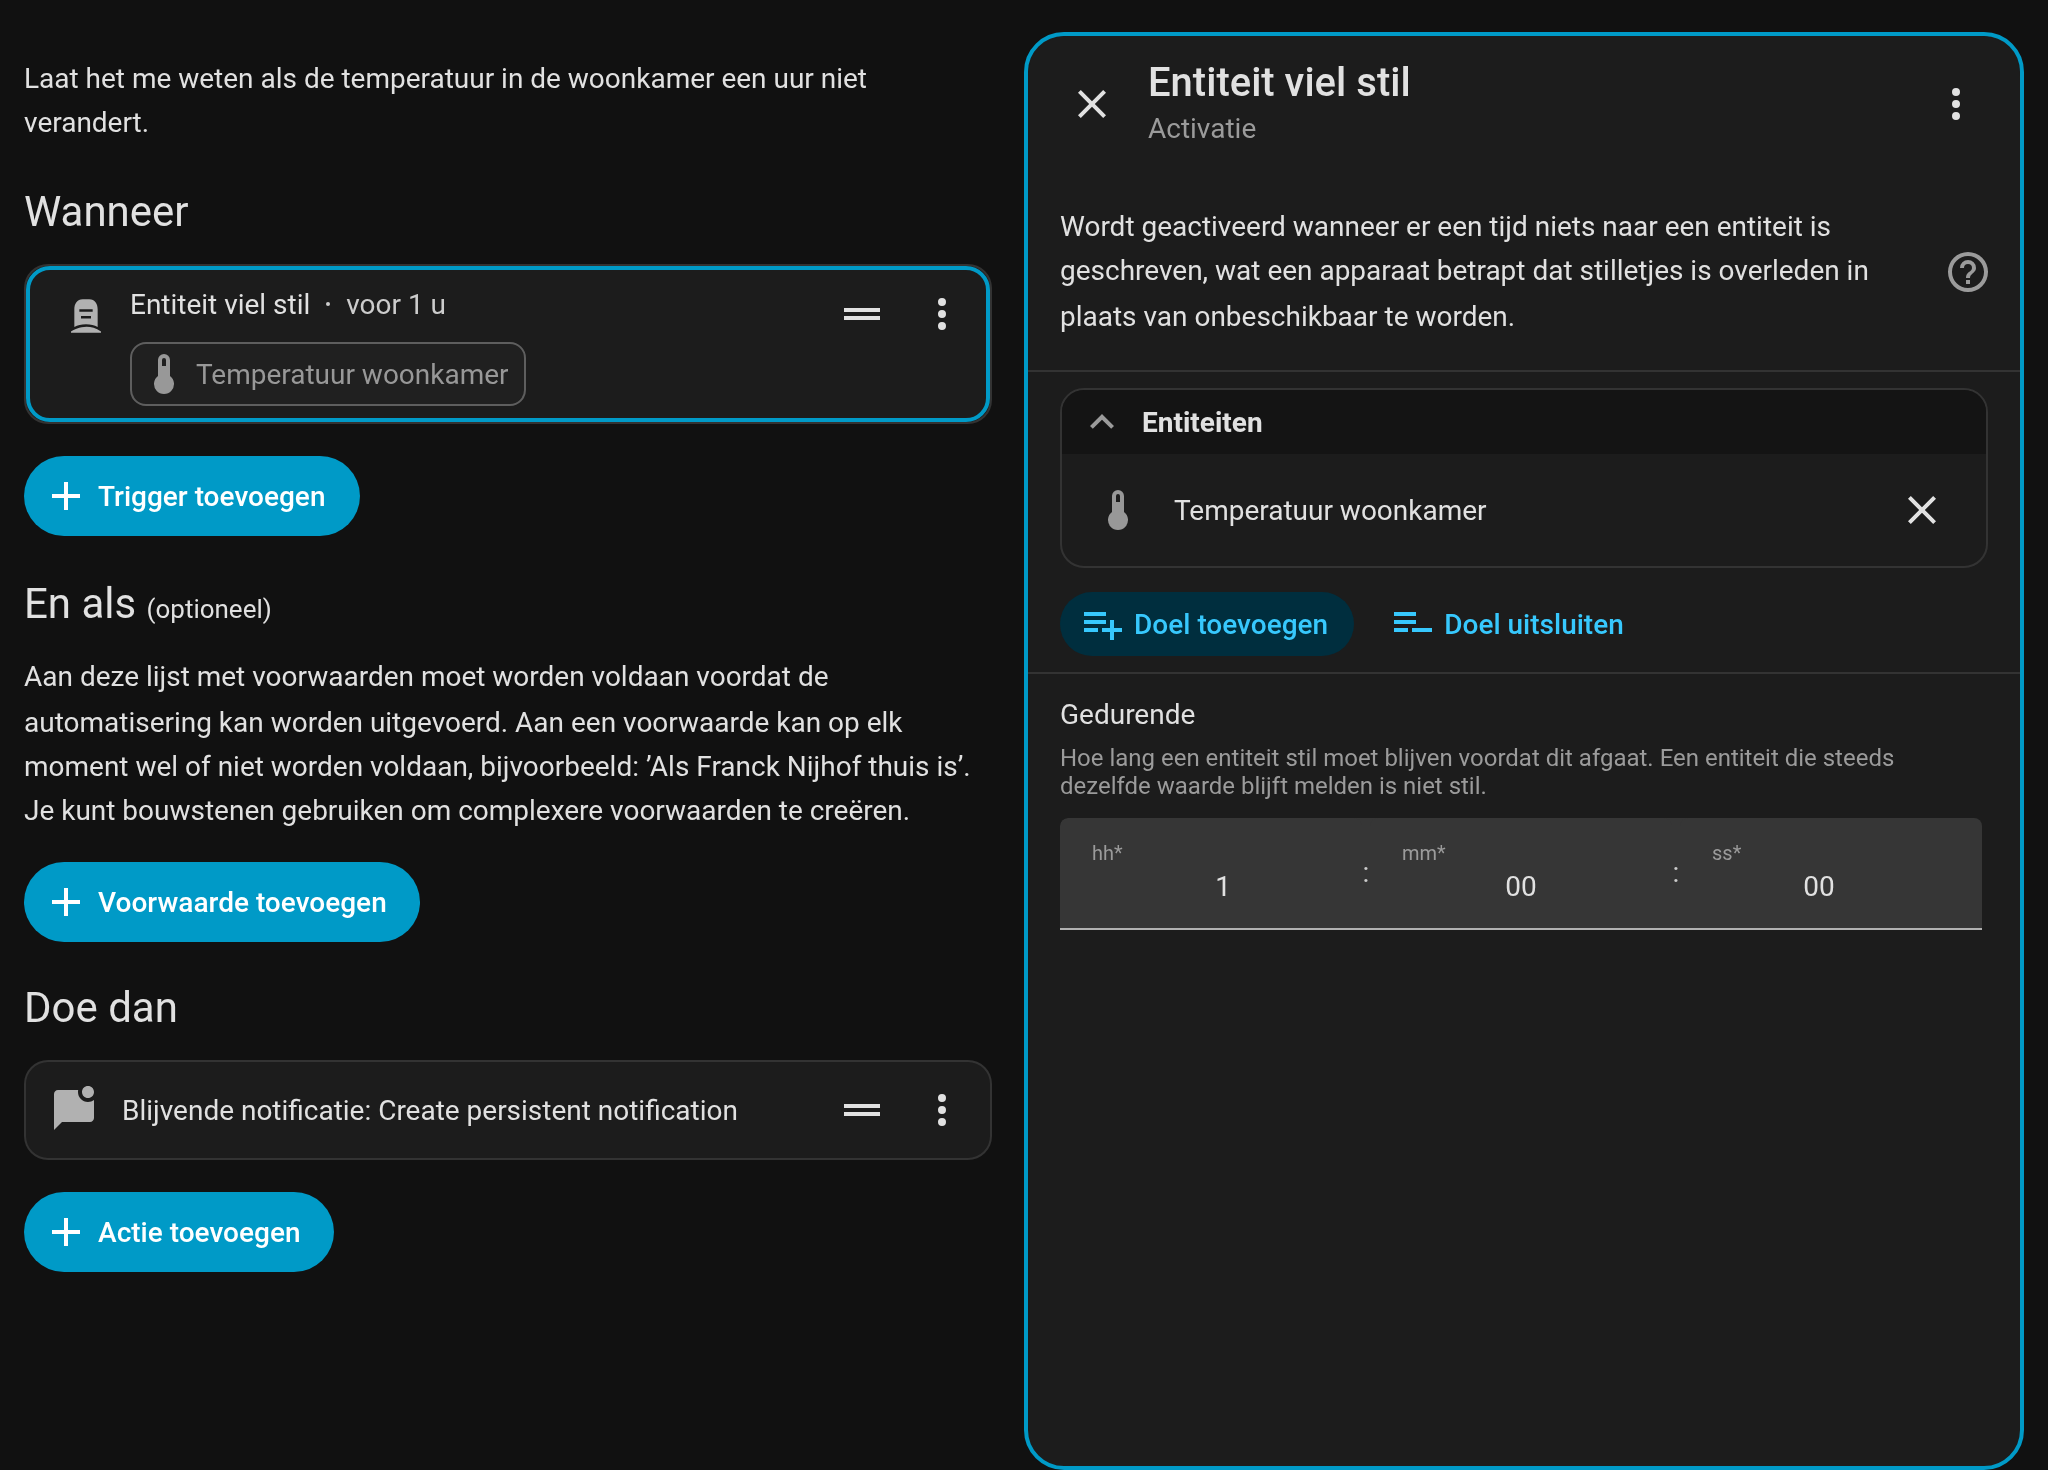 Laat het me weten als de temperatuur in de woonkamer een uur niet
verandert.
Wanneer
Entiteit viel stil · voor 1 u
Temperatuur woonkamer
Trigger toevoegen
En als (optioneel)
Aan deze lijst met voorwaarden moet worden voldaan voordat de
automatisering kan worden uitgevoerd. Aan een voorwaarde kan op elk
moment wel of niet worden voldaan, bijvoorbeeld: ’Als Franck Nijhof thuis is’.
Je kunt bouwstenen gebruiken om complexere voorwaarden te creëren.
Voorwaarde toevoegen
Doe dan
Blijvende notificatie: Create persistent notification
Actie toevoegen
Entiteit viel stil
Activatie
Wordt geactiveerd wanneer er een tijd niets naar een entiteit is
geschreven, wat een apparaat betrapt dat stilletjes is overleden in
plaats van onbeschikbaar te worden.
Entiteiten
Temperatuur woonkamer
Doel toevoegen
Doel uitsluiten
Gedurende
Hoe lang een entiteit stil moet blijven voordat dit afgaat. Een entiteit die steeds
dezelfde waarde blijft melden is niet stil.
hh* mm* ss*
1 : 00 : 00